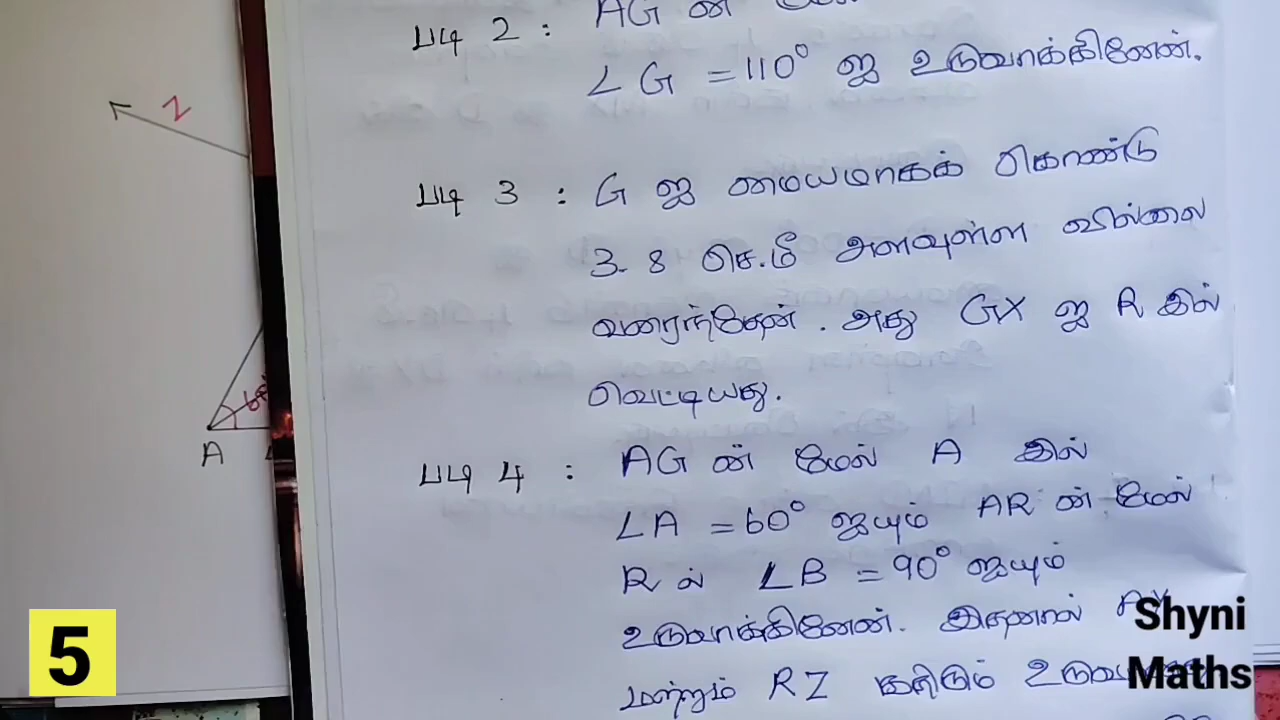 படி 2 : AG ன்
∠G = 110° ஐ உருவாக்கினேன்.
Z
படி 3 : G ஐ மையமாகக் கொண்டு
3.8 செ.மீ அளவுள்ள வில்லை
வரைந்தேன். அது GX ஐ R இல்
வெட்டியது.
A
படி 4 : AG ன் மேல் A இல்
∠A = 60° ஐயும் AR ன் மேல்
R ல் ∠B = 90° ஐயும்
உருவாக்கினேன். இதனால்
மற்றும் RZ
5
Shyni
Maths